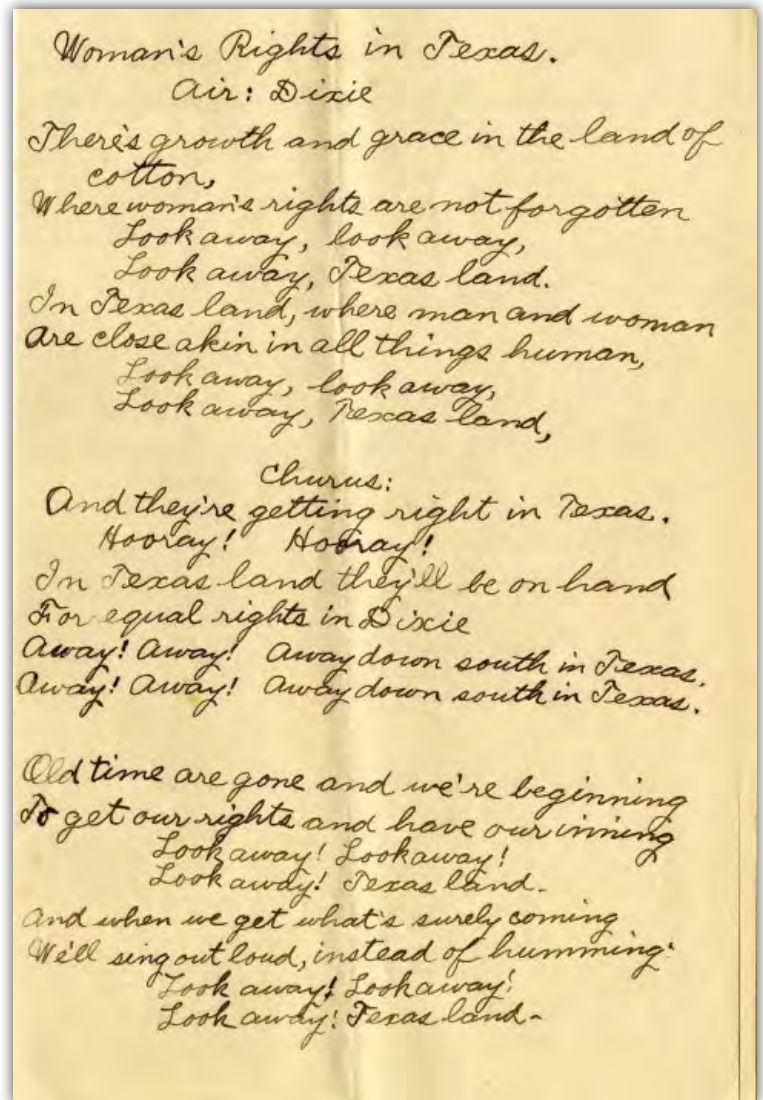 Woman's Rights in Texas.
Air: Dixie
There's growth and grace in the land of
cotton,
Where woman's rights are not forgotten
Look away, look away,
Look away, Texas land.
In Texas land, where man and woman
Are close akin in all things human,
Look away, look away,
Look away, Texas land,
Churus:
And they're getting right in Texas.
Hooray! Hooray!
In Texas land they'll be on hand
For equal rights in Dixie
Away! Away! Away down south in Texas.
Away! Away! Away down south in Texas.
Old time are gone and we're beginning
To get our rights and have our inning
Look away! Look away!
Look away! Texas land-
And when we get what's surely coming
We'll sing out loud, instead of humming:
Look away! Look away!
Look away! Texas land-